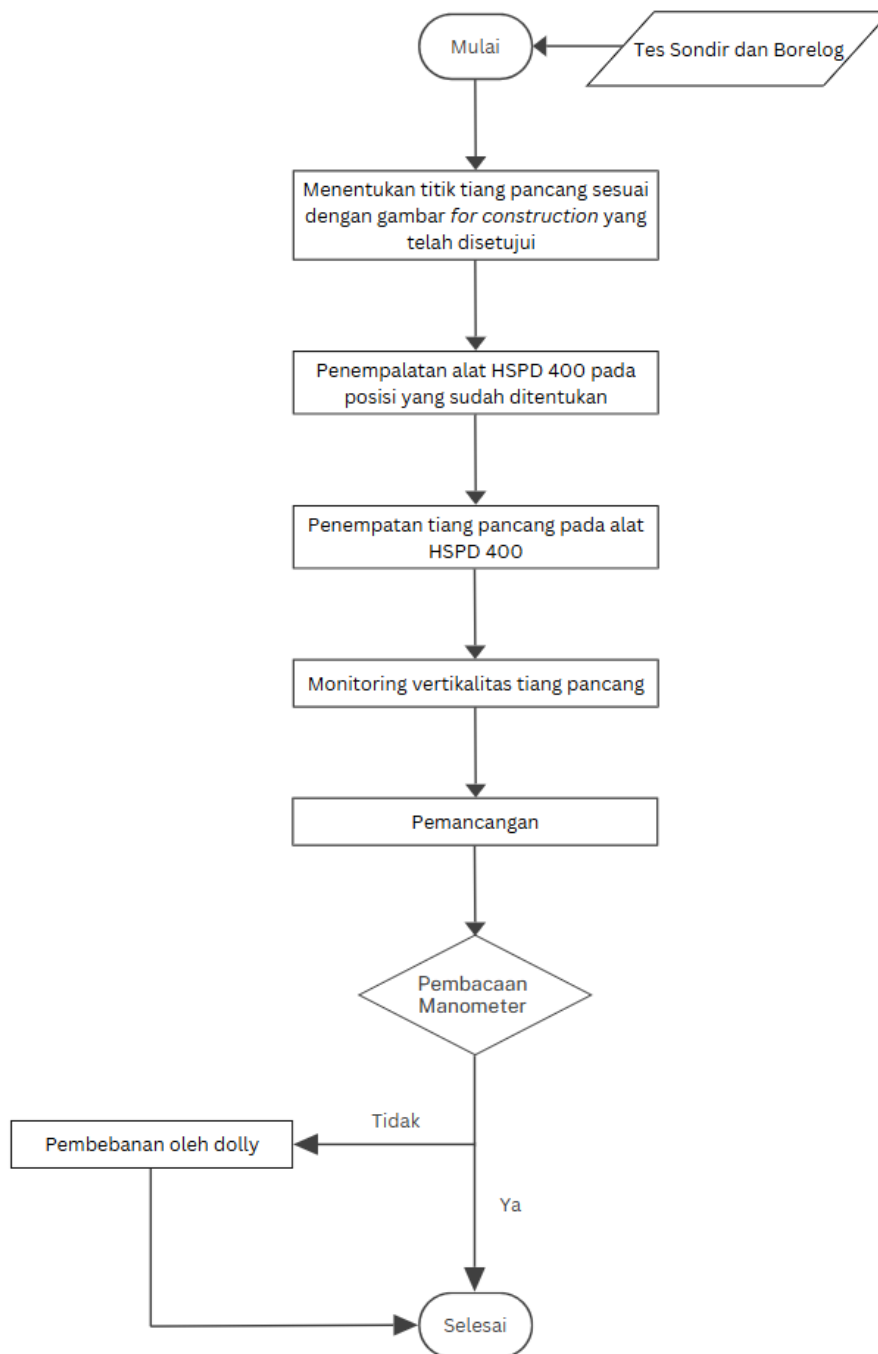 Mulai
Tes Sondir dan Borelog
Menentukan titik tiang pancang sesuai
dengan gambar for construction yang
telah disetujui
Penempalatan alat HSPD 400 pada
posisi yang sudah ditentukan
Penempatan tiang pancang pada alat
HSPD 400
Monitoring vertikalitas tiang pancang
Pemancangan
Pembacaan
Manometer
Tidak
Pembebanan oleh dolly
Ya
Selesai